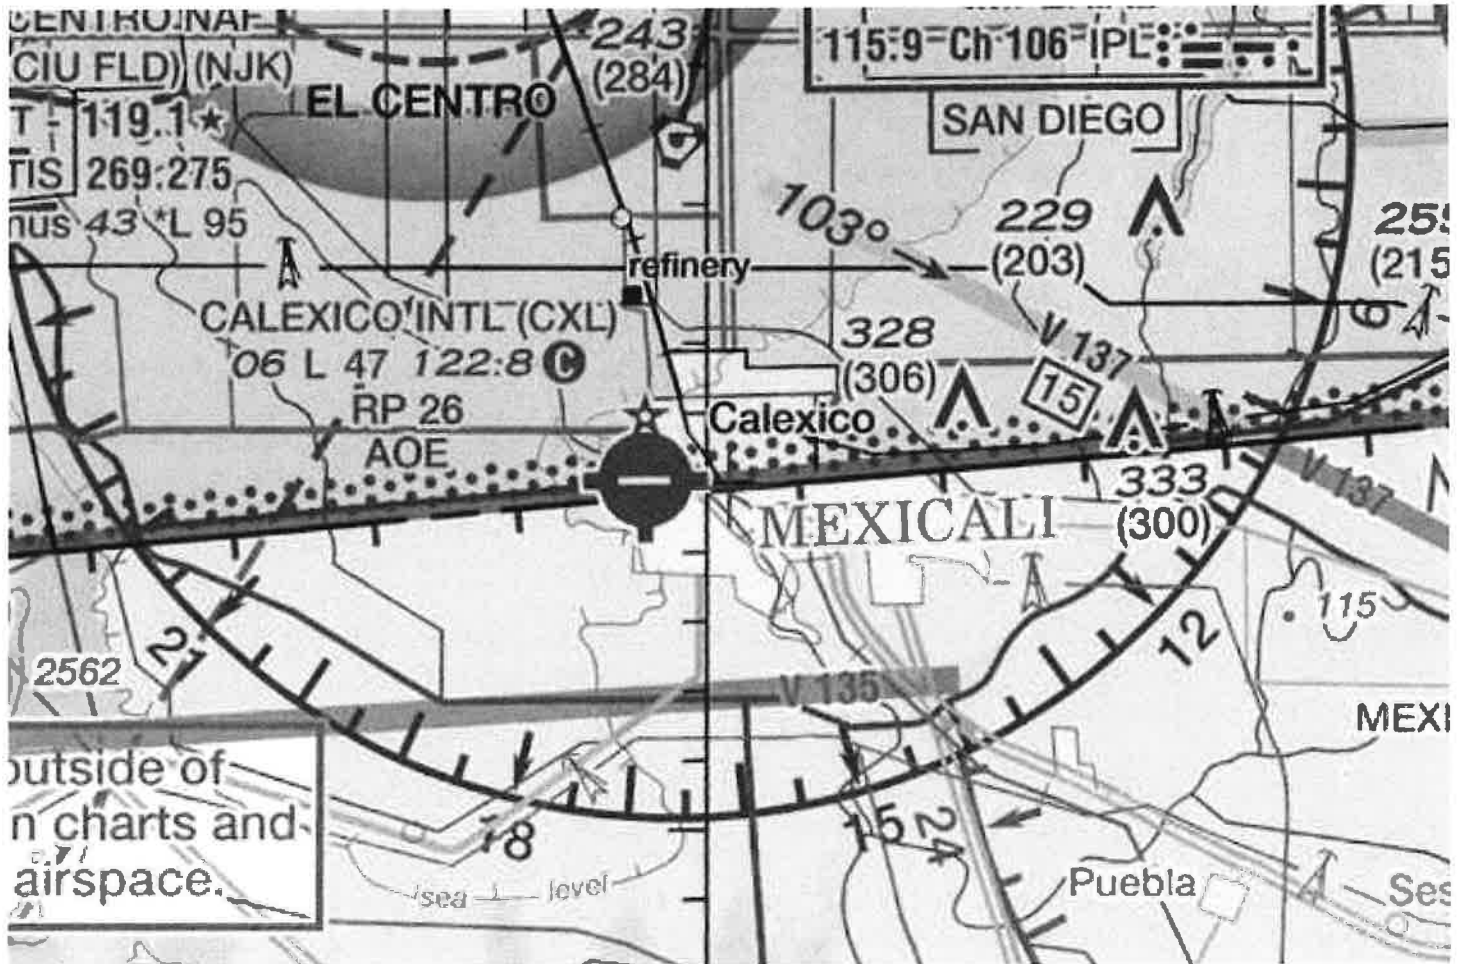 CENTRO NAF
(CIU FLD) (NJK)
T - 119.1 ★
TIS 269.275
43 *L 95
EL CENTRO
243
(284)
115.9 Ch 106 IPL
SAN DIEGO
103°
229
(203)
255
(215
refinery
CALEXICO INTL (CXL)
06 L 47 122.8 C
RP 26
AOE
328
(306)
V 137
15
9
Calexico
333
(300)
V 137
MEXICALI
115
12
21
2562
V 135
MEXI
outside of
n charts and
airspace.
18
15
24
sea level
Puebla
Ses